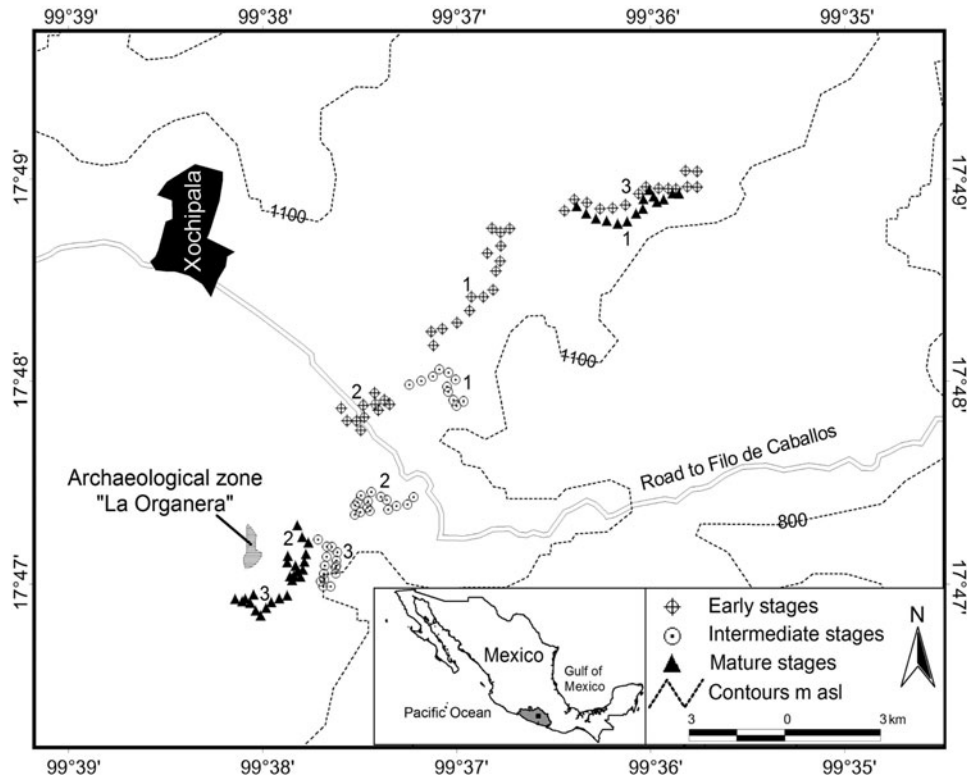 99°39' 99°38' 99°37' 99°36' 99°35'
17°49' 17°49'
1100
Xochipala
3
1
1
1100
17°48' 17°48'
1
2
Road to Filo de Caballos
Archaeological zone
"La Organera"
2
800
2
3
17°47' 17°47'
3
Mexico
Gulf of
Mexico
Pacific Ocean
Early stages
Intermediate stages
Mature stages
Contours m asl
N
3 0 3 km
99°39' 99°38' 99°37' 99°36' 99°35'